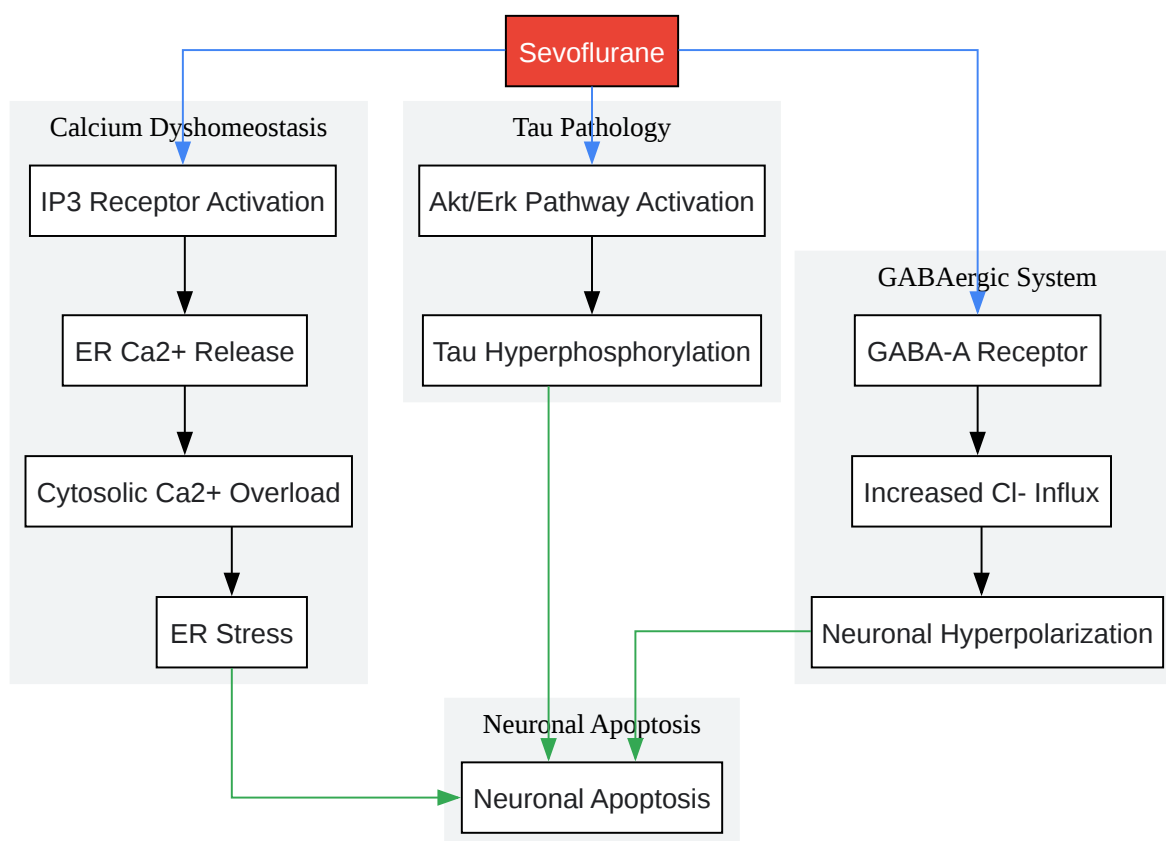 Sevoflurane
Calcium Dyshomeostasis
IP3 Receptor Activation
ER Ca2+ Release
Cytosolic Ca2+ Overload
ER Stress
Tau Pathology
Akt/Erk Pathway Activation
Tau Hyperphosphorylation
GABAergic System
GABA-A Receptor
Increased Cl- Influx
Neuronal Hyperpolarization
Neuronal Apoptosis
Neuronal Apoptosis